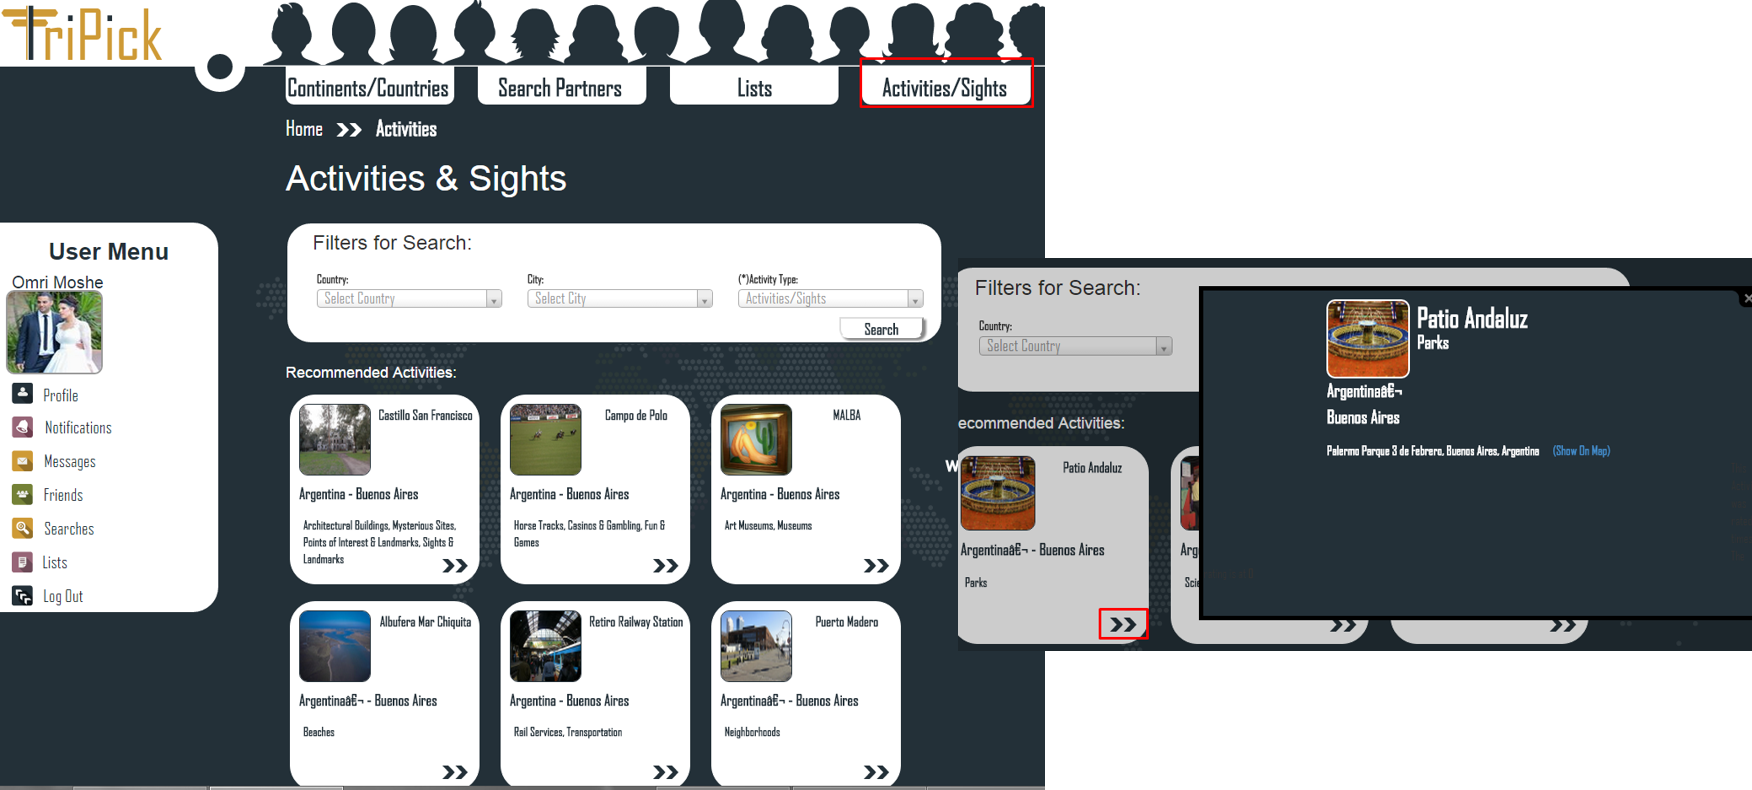 TriPick
Continents/Countries
Search Partners
Lists
Activities/Sights
Home
Activities
Activities & Sights
User Menu
Omri Moshe
Profile
Notifications
Messages
Friends
Searches
Lists
Log Out
Filters for Search:
Country:
City:
(*)Activity Type:
Select Country
Select City
Activities/Sights
Search
Recommended Activities:
Castillo San Francisco
Argentina - Buenos Aires
Architectural Buildings, Mysterious Sites,
Points of Interest & Landmarks, Sights &
Landmarks
Campo de Polo
Argentina - Buenos Aires
Horse Tracks, Casinos & Gambling, Fun &
Games
MALBA
Argentina - Buenos Aires
Art Museums, Museums
Albufera Mar Chiquita
Argentinaâ€¬ - Buenos Aires
Beaches
Retiro Railway Station
Argentina - Buenos Aires
Rail Services, Transportation
Puerto Madero
Argentinaâ€¬ - Buenos Aires
Neighborhoods
Filters for Search:
Country:
Select Country
ecommended Activities:
W
Patio Andaluz
Argentinaâ€¬ - Buenos Aires
Parks
Arg
Scie
Patio Andaluz
Parks
Argentinaâ€¬
Buenos Aires
Palermo Parque 3 de Febrero, Buenos Aires, Argentina (Show On Map)